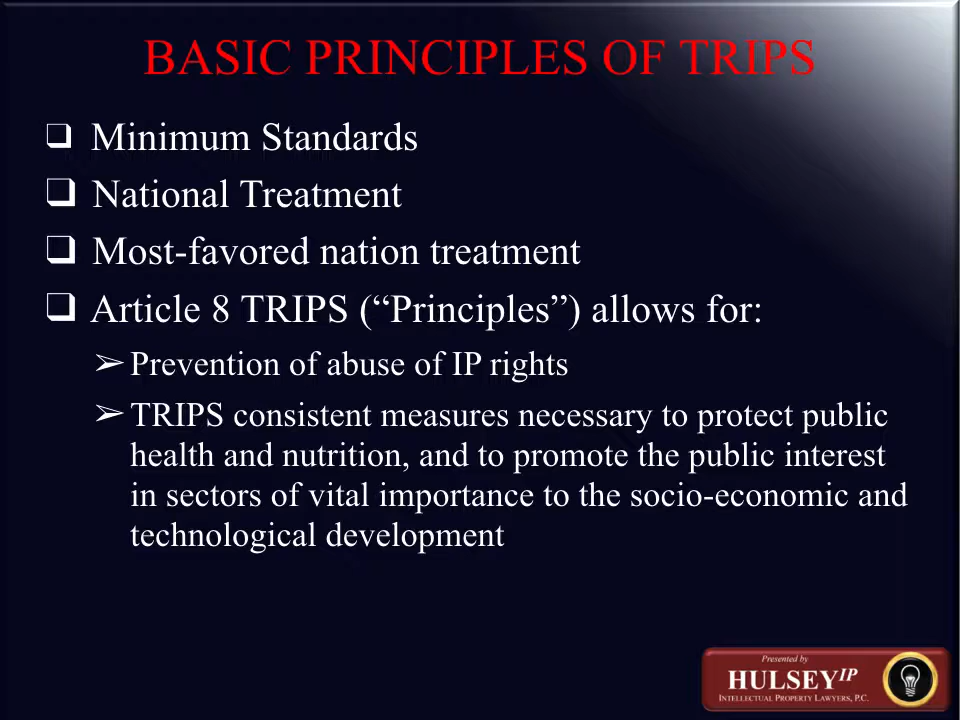 BASIC PRINCIPLES OF TRIPS
❑ Minimum Standards
❑ National Treatment
❑ Most-favored nation treatment
❑ Article 8 TRIPS (“Principles”) allows for:
➢ Prevention of abuse of IP rights
➢ TRIPS consistent measures necessary to protect public
health and nutrition, and to promote the public interest
in sectors of vital importance to the socio-economic and
technological development
Presented by
HULSEY IP
INTELLECTUAL PROPERTY LAWYERS, P.C.